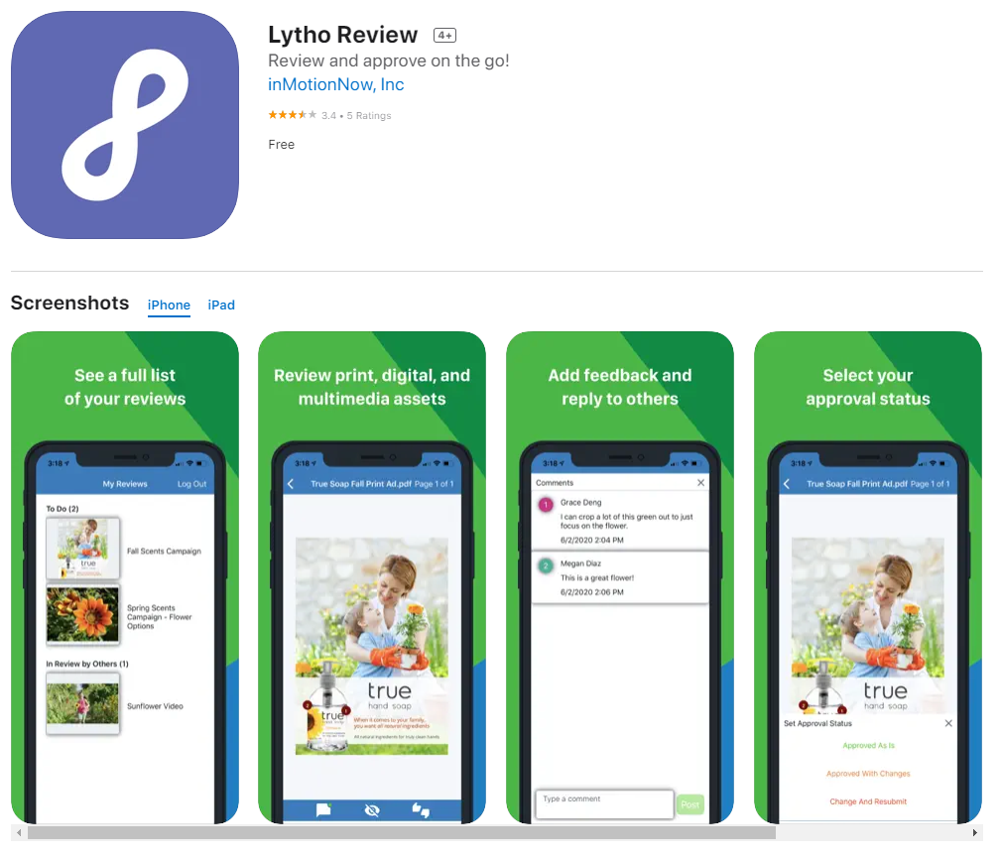 Lytho Review 4+
Review and approve on the go!
inMotionNow, Inc
3.4 • 5 Ratings
Free
Screenshots iPhone iPad
See a full list
of your reviews
3:18
My Reviews Log Out
To Do (2)
Fall Scents Campaign
Spring Scents
Campaign - Flower
Options
In Review by Others (1)
Sunflower Video
Review print, digital, and
multimedia assets
3:18
True Soap Fall Print Ad.pdf Page 1 of 1
true
hand soap
true
When it comes to your family,
you want all natural ingredients
All natural ingredients for truly clean hands
Add feedback and
reply to others
3:18
Comments
1 Grace Deng
I can crop a lot of this green out to just
focus on the flower.
6/2/2020 2:04 PM
2 Megan Diaz
This is a great flower!
6/2/2020 2:06 PM
Type a comment
Post
Select your
approval status
3:18
True Soap Fall Print Ad.pdf Page 1 of 1
true
hand soap
Set Approval Status
Approved As Is
Approved With Changes
Change And Resubmit